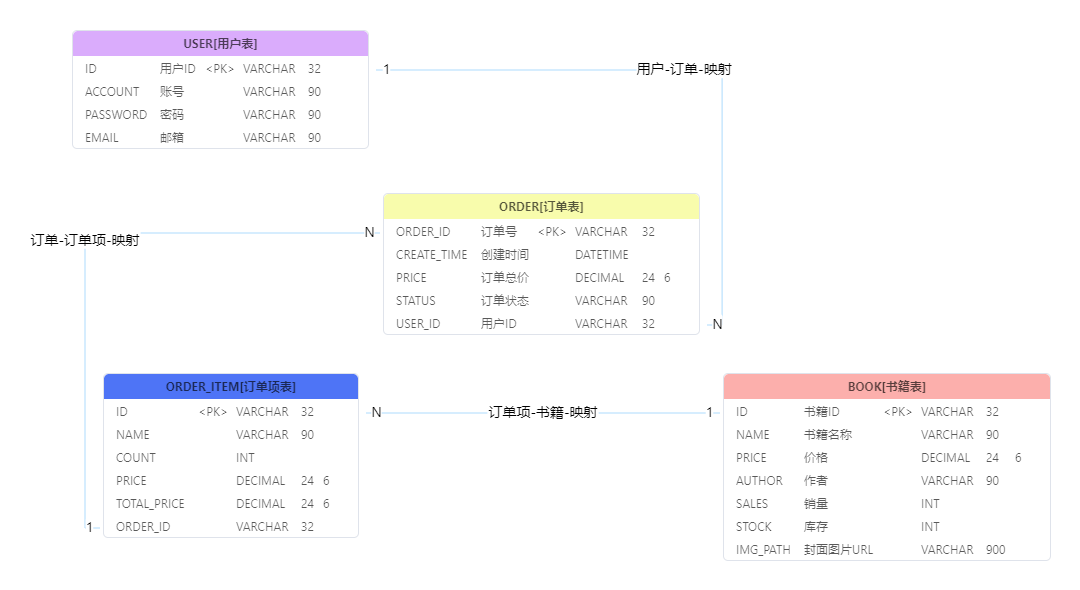 USER[用户表]
ID 用户ID <PK> VARCHAR 32
ACCOUNT 账号 VARCHAR 90
PASSWORD 密码 VARCHAR 90
EMAIL 邮箱 VARCHAR 90
1
用户-订单-映射
N
ORDER[订单表]
ORDER_ID 订单号 <PK> VARCHAR 32
CREATE_TIME 创建时间 DATETIME
PRICE 订单总价 DECIMAL 24 6
STATUS 订单状态 VARCHAR 90
USER_ID 用户ID VARCHAR 32
N
订单-订单项-映射
1
ORDER_ITEM[订单项表]
ID <PK> VARCHAR 32
NAME VARCHAR 90
COUNT INT
PRICE DECIMAL 24 6
TOTAL_PRICE DECIMAL 24 6
ORDER_ID VARCHAR 32
N
订单项-书籍-映射
1
BOOK[书籍表]
ID 书籍ID <PK> VARCHAR 32
NAME 书籍名称 VARCHAR 90
PRICE 价格 DECIMAL 24 6
AUTHOR 作者 VARCHAR 90
SALES 销量 INT
STOCK 库存 INT
IMG_PATH 封面图片URL VARCHAR 900